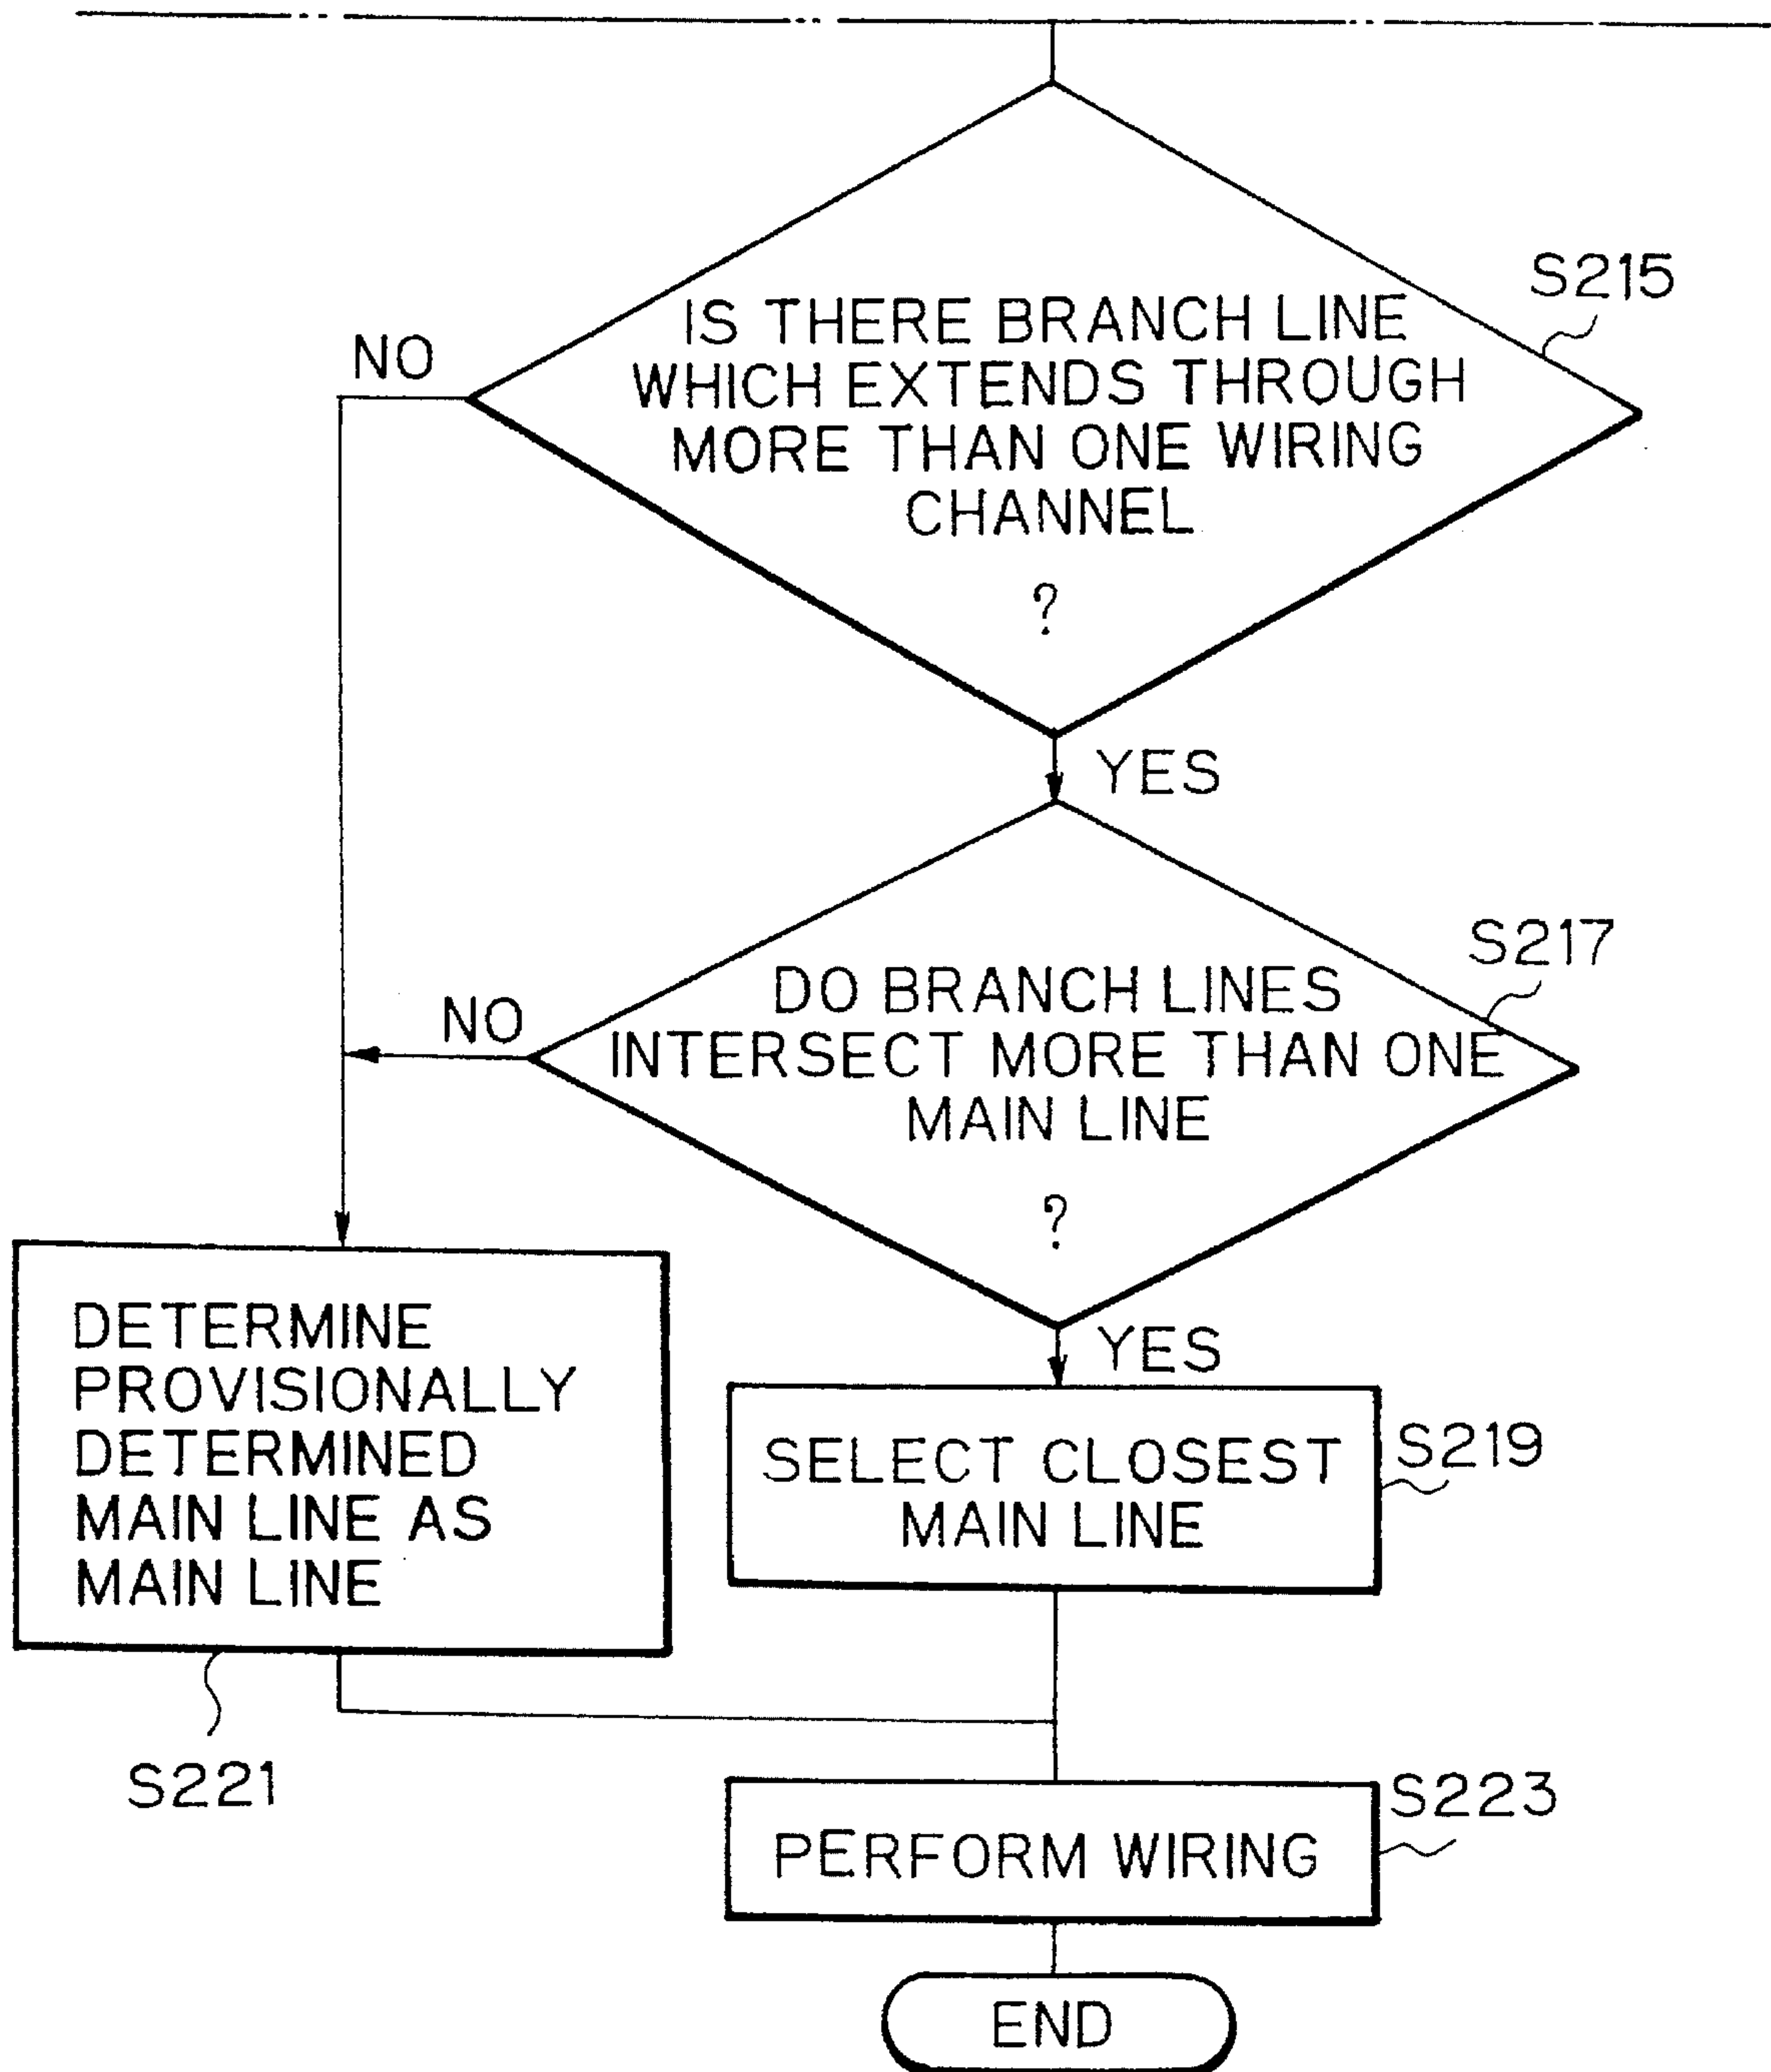 S215
IS THERE BRANCH LINE
WHICH EXTENDS THROUGH
MORE THAN ONE WIRING
CHANNEL
?
NO
YES
S217
DO BRANCH LINES
INTERSECT MORE THAN ONE
MAIN LINE
?
NO
YES
DETERMINE
PROVISIONALLY
DETERMINED
MAIN LINE AS
MAIN LINE
S221
SELECT CLOSEST
MAIN LINE
S219
PERFORM WIRING
S223
END